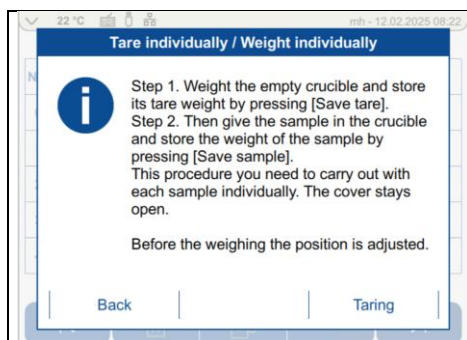 22 °C
mh - 12.02.2025 08:22
Tare individually / Weight individually
Step 1. Weight the empty crucible and store
its tare weight by pressing [Save tare].
Step 2. Then give the sample in the crucible
and store the weight of the sample by
pressing [Save sample].
This procedure you need to carry out with
each sample individually. The cover stays
open.
Before the weighing the position is adjusted.
Back
Taring